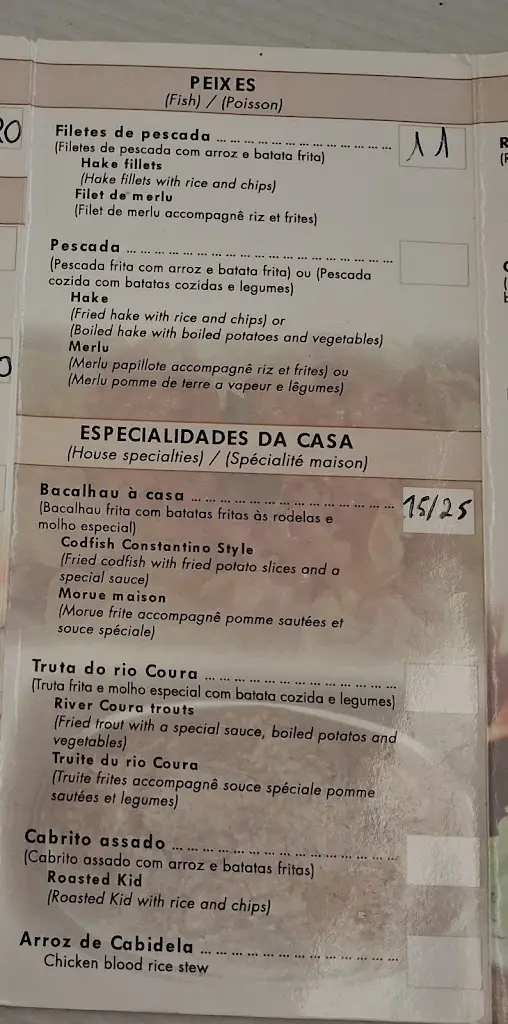 PEIXES
(Fish) / (Poisson)
Filetes de pescada ... 11
(Filetes de pescada com arroz e batata frita)
Hake fillets
(Hake fillets with rice and chips)
Filet de merlu
(Filet de merlu accompagnê riz et frites)
Pescada ...
(Pescada frita com arroz e batata frita) ou (Pescada
cozida com batatas cozidas e legumes)
Hake
(Fried hake with rice and chips) or
(Boiled hake with boiled potatoes and vegetables)
Merlu
(Merlu papillote accompagnê riz et frites) ou
(Merlu pomme de terre a vapeur e lêgumes)
ESPECIALIDADES DA CASA
(House specialties) / (Spécialité maison)
Bacalhau à casa ... 15/25
(Bacalhau frita com batatas fritas às rodelas e
molho especial)
Codfish Constantino Style
(Fried codfish with fried potato slices and a
special sauce)
Morue maison
(Morue frite accompagnê pomme sautées et
souce spéciale)
Truta do rio Coura ...
(Truta frita e molho especial com batata cozida e legumes)
River Coura trouts
(Fried trout with a special sauce, boiled potatos and
vegetables)
Truite du rio Coura
(Truite frites accompagnê souce spéciale pomme
sautées et legumes)
Cabrito assado ...
(Cabrito assado com arroz e batatas fritas)
Roasted Kid
(Roasted Kid with rice and chips)
Arroz de Cabidela ...
Chicken blood rice stew